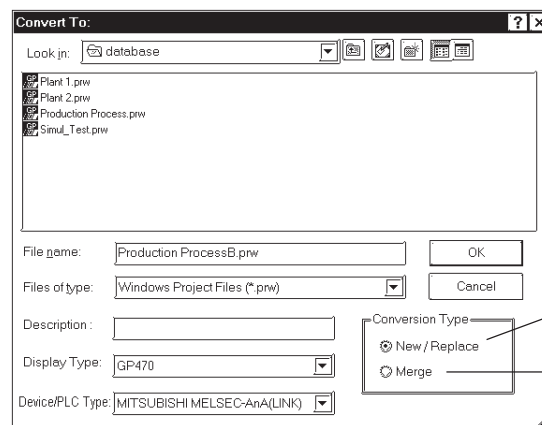 Convert To:
Look in: database
Plant 1.prw
Plant 2.prw
Production Process.prw
Simul_Test.prw
File name: Production ProcessB.prw OK
Files of type: Windows Project Files (*.prw) Cancel
Description :
Conversion Type
New / Replace
Display Type: GP470
Merge
Device/PLC Type: MITSUBISHI MELSEC-AnA(LINK)